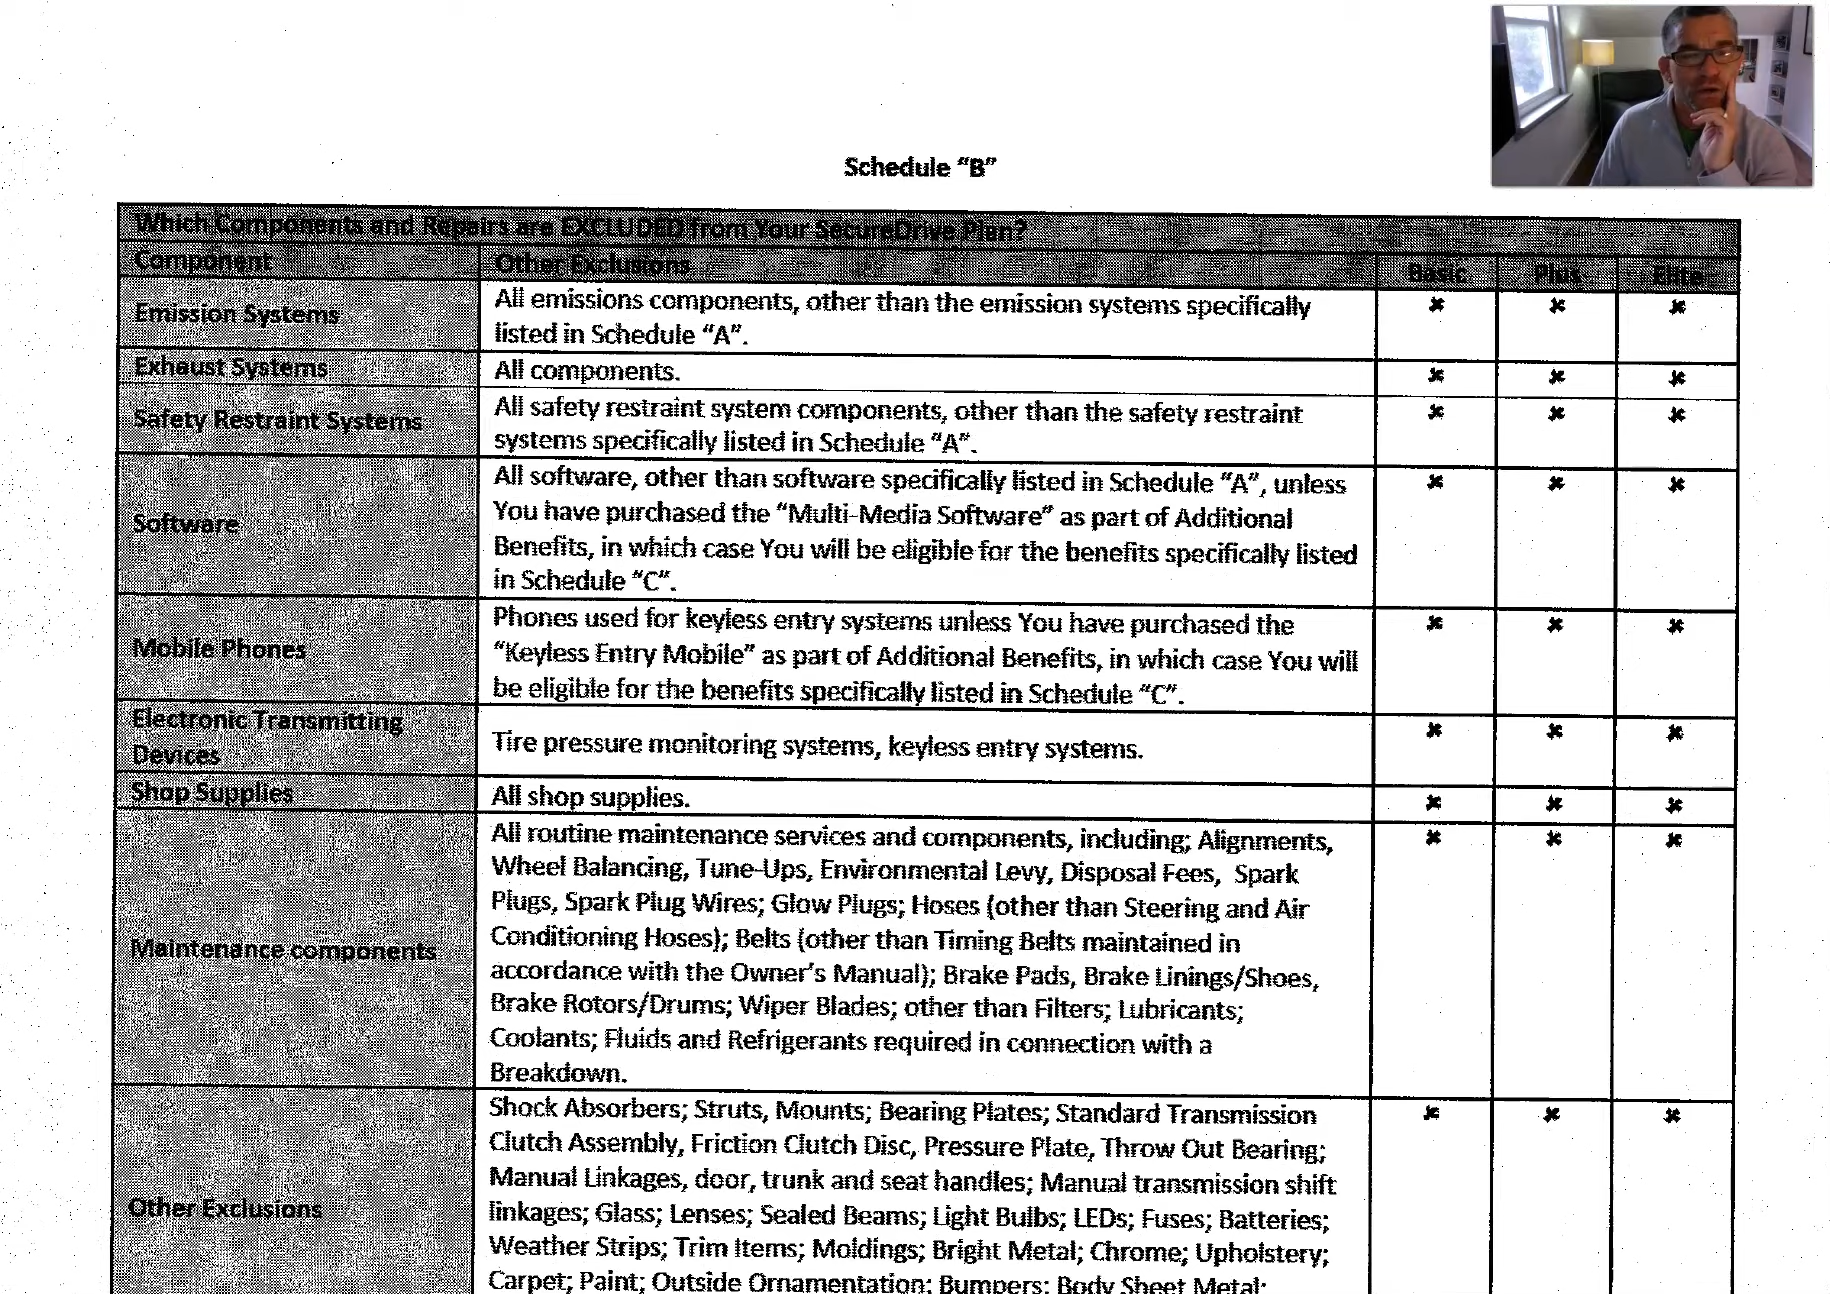 Schedule “B”
Which Components and Repairs are EXCLUDED from Your SecureDrive Plan?
Component Other Exclusions Basic Plus Elite
Emission Systems
All emissions components, other than the emission systems specifically
listed in Schedule “A”.
Exhaust Systems
All components.
Safety Restraint Systems
All safety restraint system components, other than the safety restraint
systems specifically listed in Schedule “A”.
Software
All software, other than software specifically listed in Schedule “A”, unless
You have purchased the “Multi-Media Software” as part of Additional
Benefits, in which case You will be eligible for the benefits specifically listed
in Schedule “C”.
Mobile Phones
Phones used for keyless entry systems unless You have purchased the
“Keyless Entry Mobile” as part of Additional Benefits, in which case You will
be eligible for the benefits specifically listed in Schedule “C”.
Electronic Transmitting
Devices
Tire pressure monitoring systems, keyless entry systems.
Shop Supplies
All shop supplies.
Maintenance components
All routine maintenance services and components, including; Alignments,
Wheel Balancing, Tune-Ups, Environmental Levy, Disposal Fees, Spark
Plugs, Spark Plug Wires; Glow Plugs; Hoses (other than Steering and Air
Conditioning Hoses); Belts (other than Timing Belts maintained in
accordance with the Owner’s Manual); Brake Pads, Brake Linings/Shoes,
Brake Rotors/Drums; Wiper Blades; other than Filters; Lubricants;
Coolants; Fluids and Refrigerants required in connection with a
Breakdown.
Other Exclusions
Shock Absorbers; Struts, Mounts; Bearing Plates; Standard Transmission
Clutch Assembly, Friction Clutch Disc, Pressure Plate, Throw Out Bearing;
Manual Linkages, door, trunk and seat handles; Manual transmission shift
linkages; Glass; Lenses; Sealed Beams; Light Bulbs; LEDs; Fuses; Batteries;
Weather Strips; Trim Items; Moldings; Bright Metal; Chrome; Upholstery;
Carpet; Paint; Outside Ornamentation; Bumpers; Body Sheet Metal;